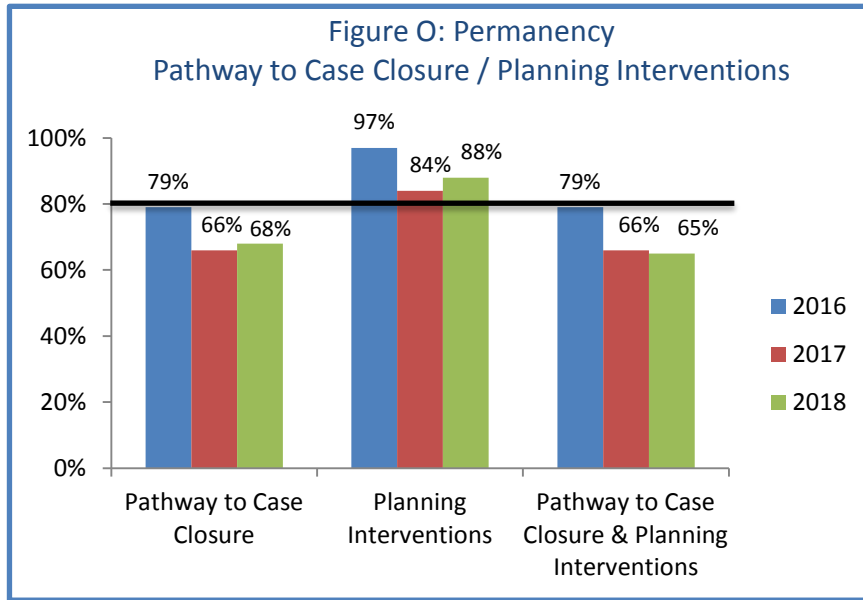 Figure O: Permanency
Pathway to Case Closure / Planning Interventions
100%
80%
60%
40%
20%
0%
79%
66%
68%
97%
84%
88%
79%
66%
65%
Pathway to Case
Closure
Planning
Interventions
Pathway to Case
Closure & Planning
Interventions
2016
2017
2018